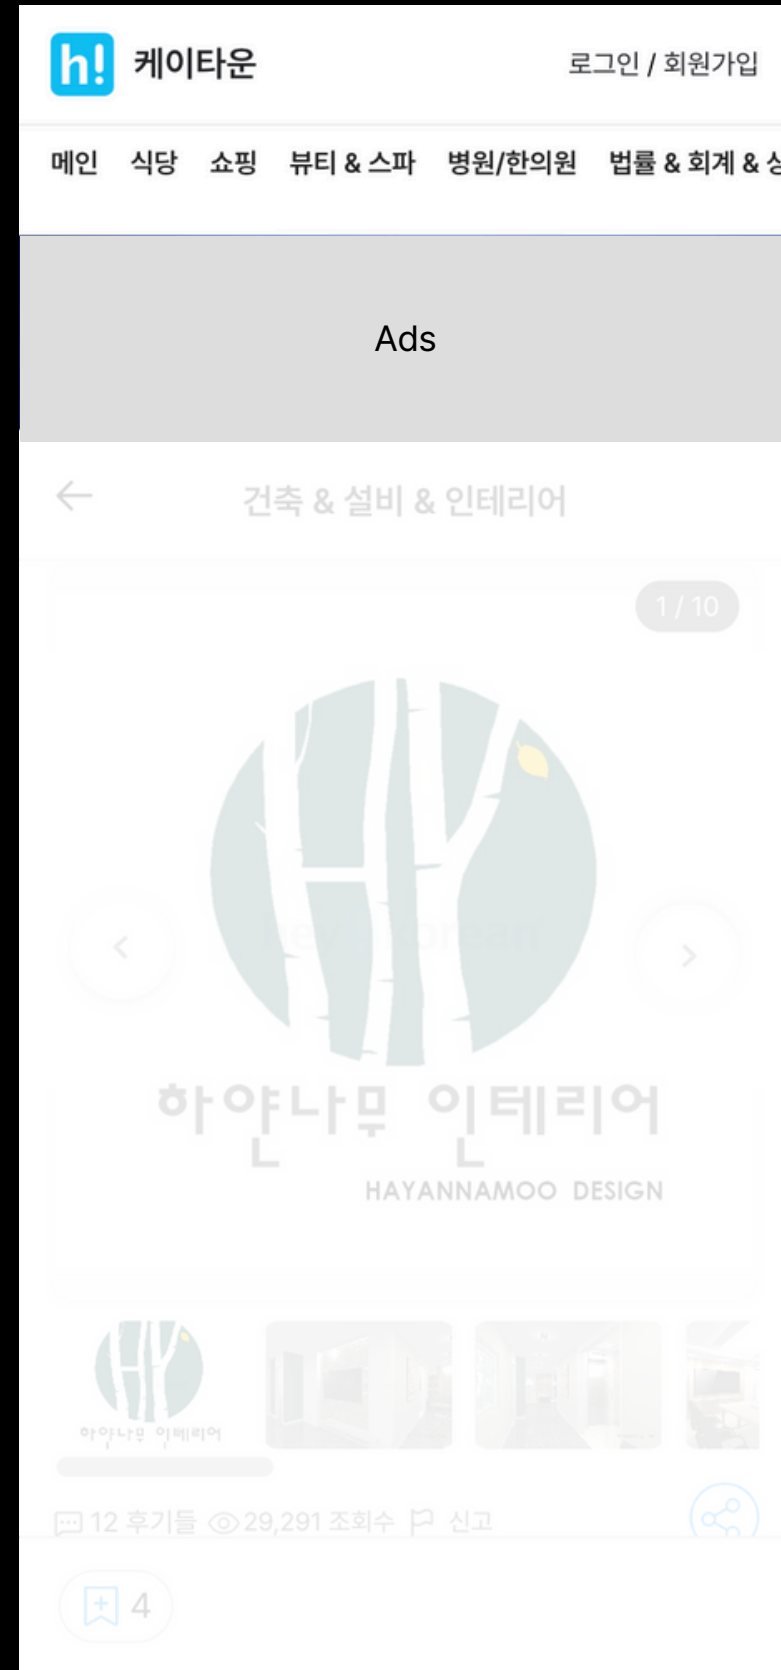 h! 케이타운
로그인 / 회원가입
메인 식당 쇼핑 뷰티 & 스파 병원/한의원 법률 & 회계 &
Ads
건축 & 설비 & 인테리어
1 / 10
hey korean
하얀나무 인테리어
HAYANNAMOO DESIGN
하얀나무 인테리어
12 후기들 29,291 조회수 신고
4